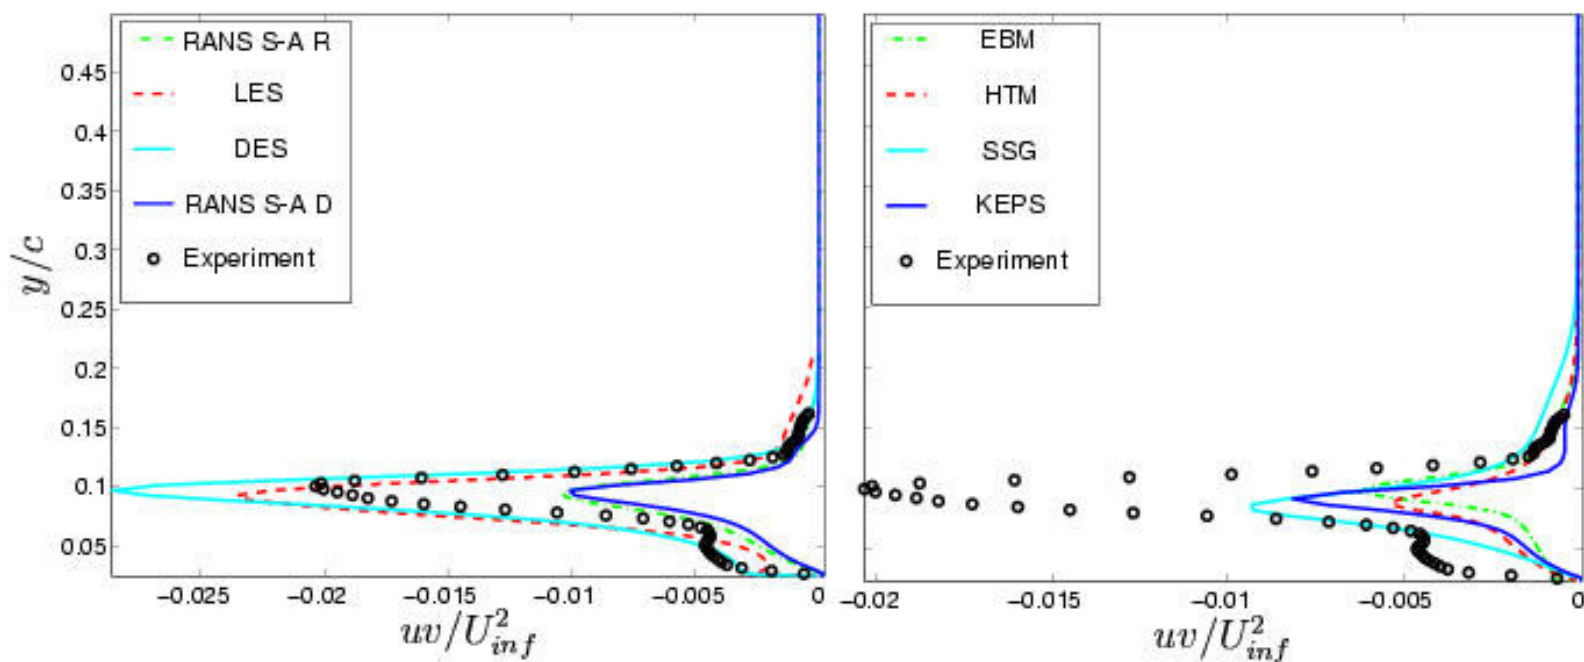 RANS S-A R
LES
DES
RANS S-A D
Experiment
0.45
0.4
0.35
0.3
0.25
0.2
0.15
0.1
0.05
y/c
−0.025
−0.02
−0.015
−0.01
−0.005
0
uv/U²inf
EBM
HTM
SSG
KEPS
Experiment
−0.02
−0.015
−0.01
−0.005
0
uv/U²inf